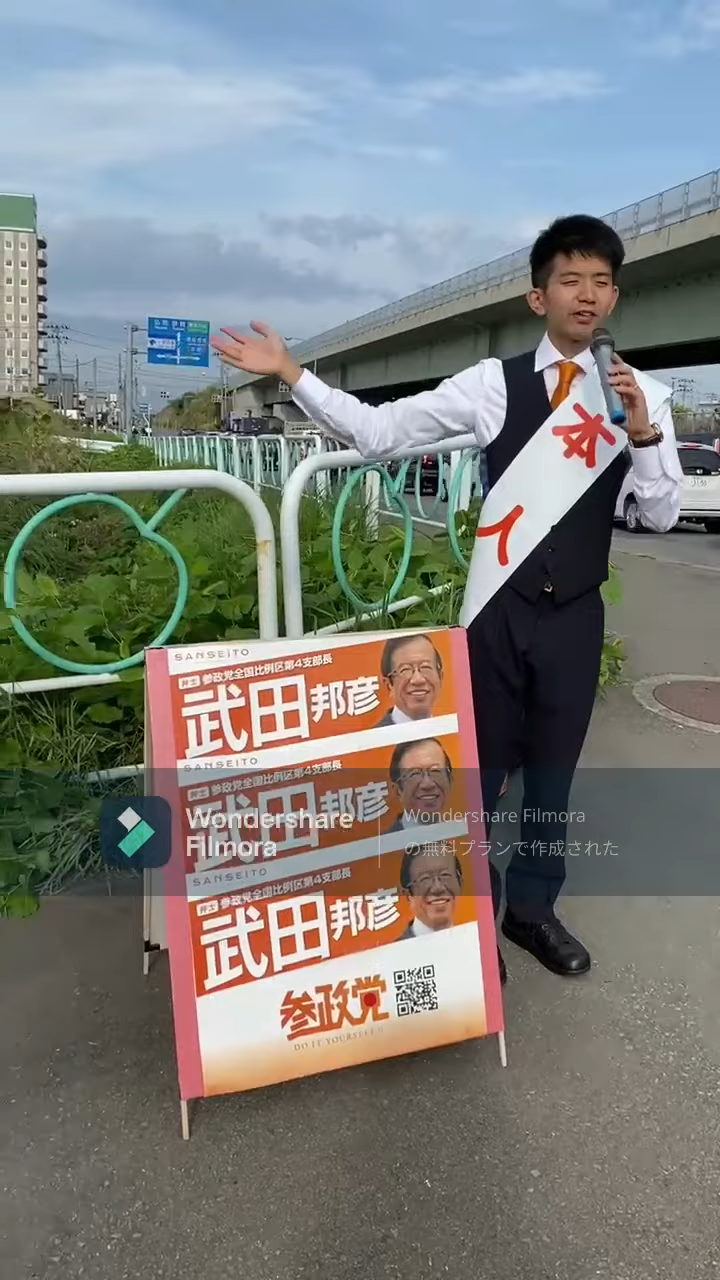 本人
SANSEITO
弁士 参政党全国比例区第4支部長
武田邦彦
SANSEITO
弁士 参政党全国比例区第4支部長
武田邦彦
SANSEITO
弁士 参政党全国比例区第4支部長
武田邦彦
参政党
DO IT YOURSELF!!
Wondershare Filmora
Wondershare Filmora
の無料プランで作成された